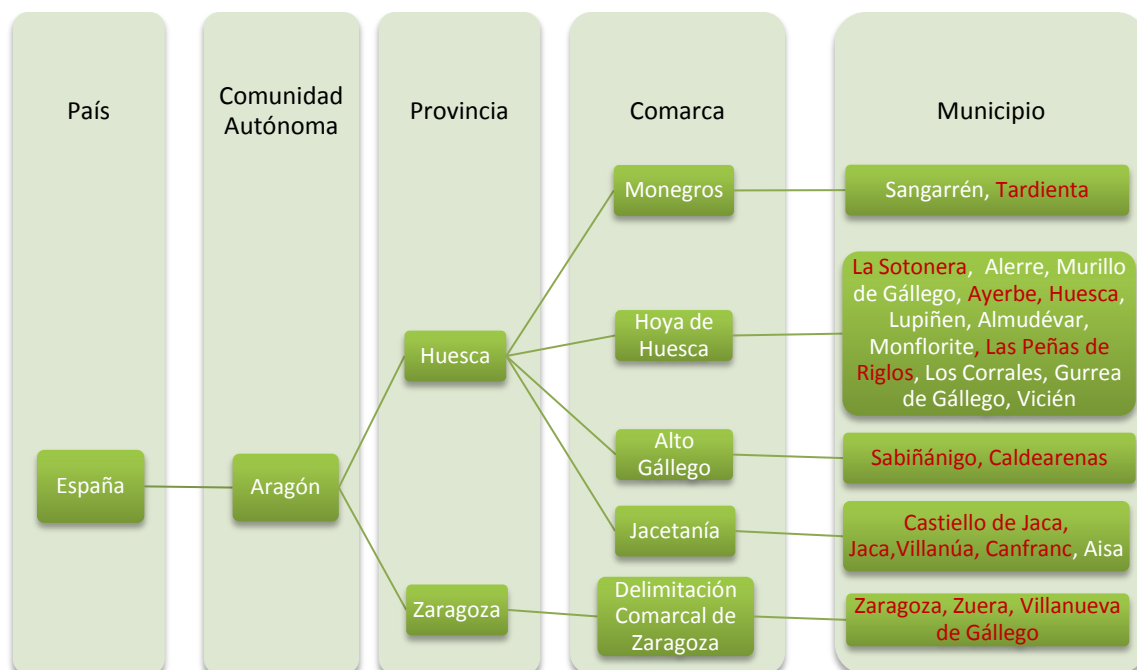 País
Comunidad
Autónoma
Provincia
Comarca
Municipio
Monegros
Sangarrén, Tardienta
La Sotonera, Alerre, Murillo
de Gállego, Ayerbe, Huesca,
Lupiñen, Almudévar,
Monflorite, Las Peñas de
Riglos, Los Corrales, Gurrea
de Gállego, Vicién
Hoya de
Huesca
Huesca
Alto
Gállego
Sabiñánigo, Caldearenas
España
Aragón
Jacetanía
Castiello de Jaca,
Jaca,Villanúa, Canfranc, Aisa
Zaragoza
Delimitación
Comarcal de
Zaragoza
Zaragoza, Zuera, Villanueva
de Gállego